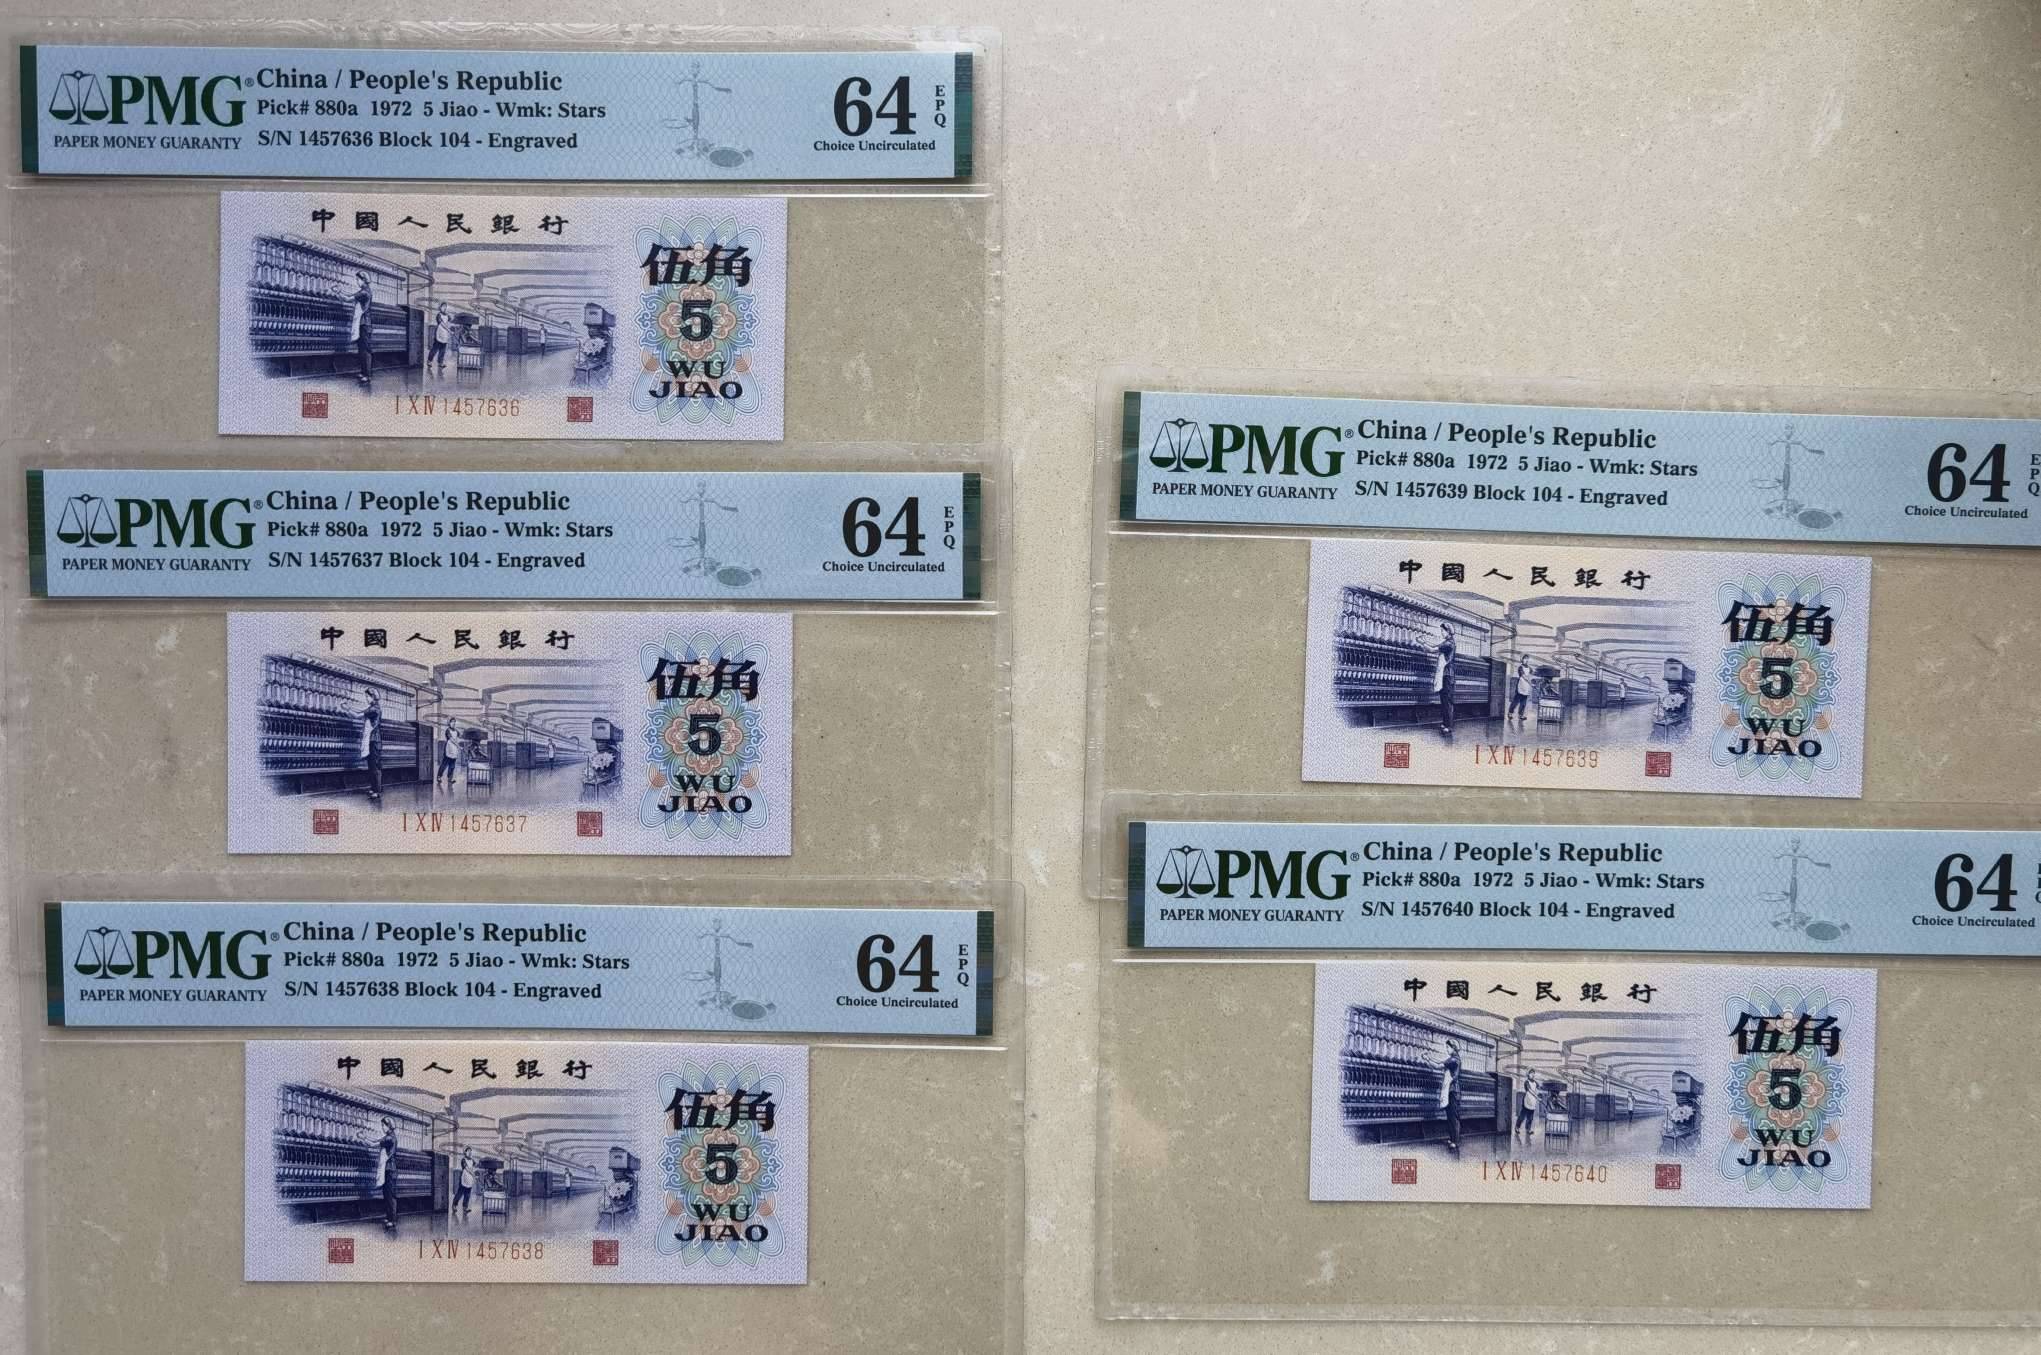 PMG®
PAPER MONEY GUARANTY
China / People's Republic
Pick# 880a 1972 5 Jiao - Wmk: Stars
S/N 1457636 Block 104 - Engraved
64
EPQ
Choice Uncirculated
中國人民銀行
伍角
5
WU
JIAO
I X IV 1457636
PMG®
PAPER MONEY GUARANTY
China / People's Republic
Pick# 880a 1972 5 Jiao - Wmk: Stars
S/N 1457637 Block 104 - Engraved
64
EPQ
Choice Uncirculated
中國人民銀行
伍角
5
WU
JIAO
I X IV 1457637
PMG®
PAPER MONEY GUARANTY
China / People's Republic
Pick# 880a 1972 5 Jiao - Wmk: Stars
S/N 1457638 Block 104 - Engraved
64
EPQ
Choice Uncirculated
中國人民銀行
伍角
5
WU
JIAO
I X IV 1457638
PMG®
PAPER MONEY GUARANTY
China / People's Republic
Pick# 880a 1972 5 Jiao - Wmk: Stars
S/N 1457639 Block 104 - Engraved
64
EPQ
Choice Uncirculated
中國人民銀行
伍角
5
WU
JIAO
I X IV 1457639
PMG®
PAPER MONEY GUARANTY
China / People's Republic
Pick# 880a 1972 5 Jiao - Wmk: Stars
S/N 1457640 Block 104 - Engraved
64
Choice Uncirculated
中國人民銀行
伍角
5
WU
JIAO
I X IV 1457640